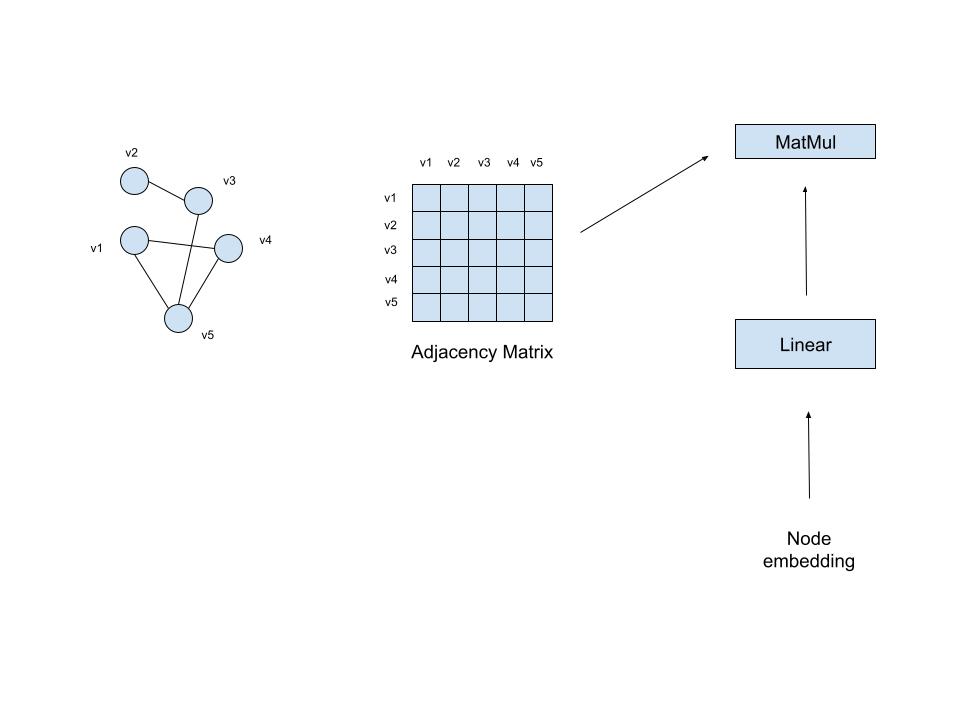 v2
v3
v1
v4
v5
v1 v2 v3 v4 v5
v1
v2
v3
v4
v5
Adjacency Matrix
MatMul
Linear
Node
embedding